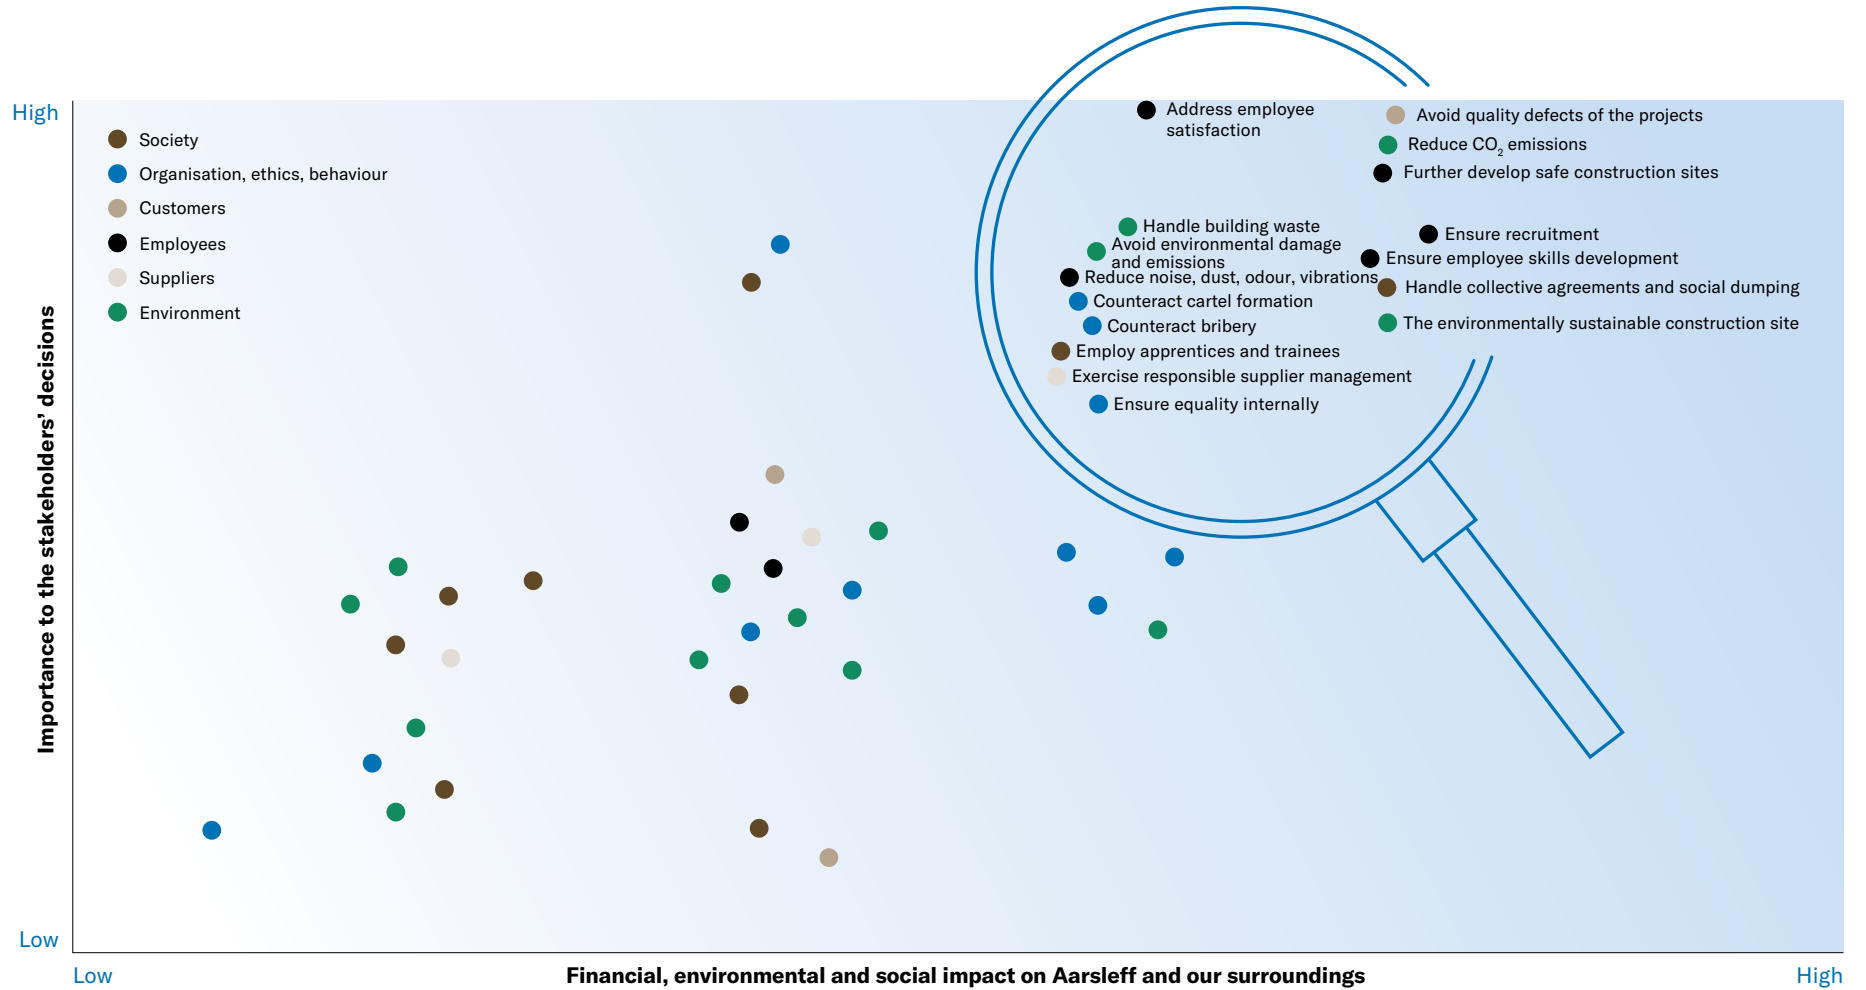 High
Society
Organisation, ethics, behaviour
Customers
Employees
Suppliers
Environment
Address employee
satisfaction
Avoid quality defects of the projects
Reduce CO2 emissions
Further develop safe construction sites
Handle building waste
Avoid environmental damage
and emissions
Reduce noise, dust, odour, vibrations
Counteract cartel formation
Counteract bribery
Employ apprentices and trainees
Exercise responsible supplier management
Ensure equality internally
Ensure recruitment
Ensure employee skills development
Handle collective agreements and social dumping
The environmentally sustainable construction site
Importance to the stakeholders’ decisions
Low
Low
Financial, environmental and social impact on Aarsleff and our surroundings
High